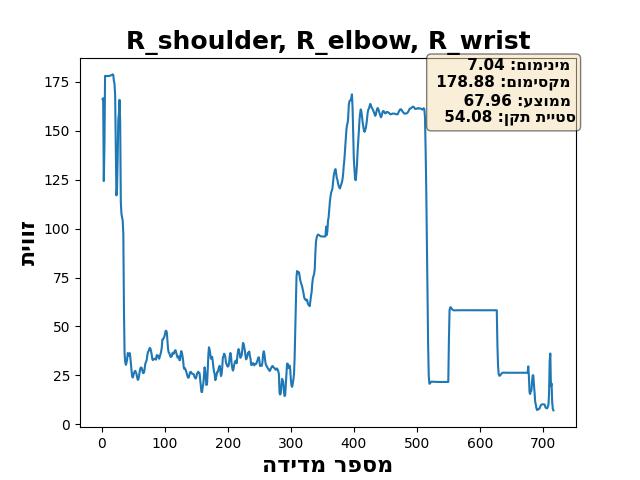 R_shoulder, R_elbow, R_wrist
מינימום: 7.04
מקסימום: 178.88
ממוצע: 67.96
סטיית תקן: 54.08
זווית
175
150
125
100
75
50
25
0
0 100 200 300 400 500 600 700
מספר מדידה